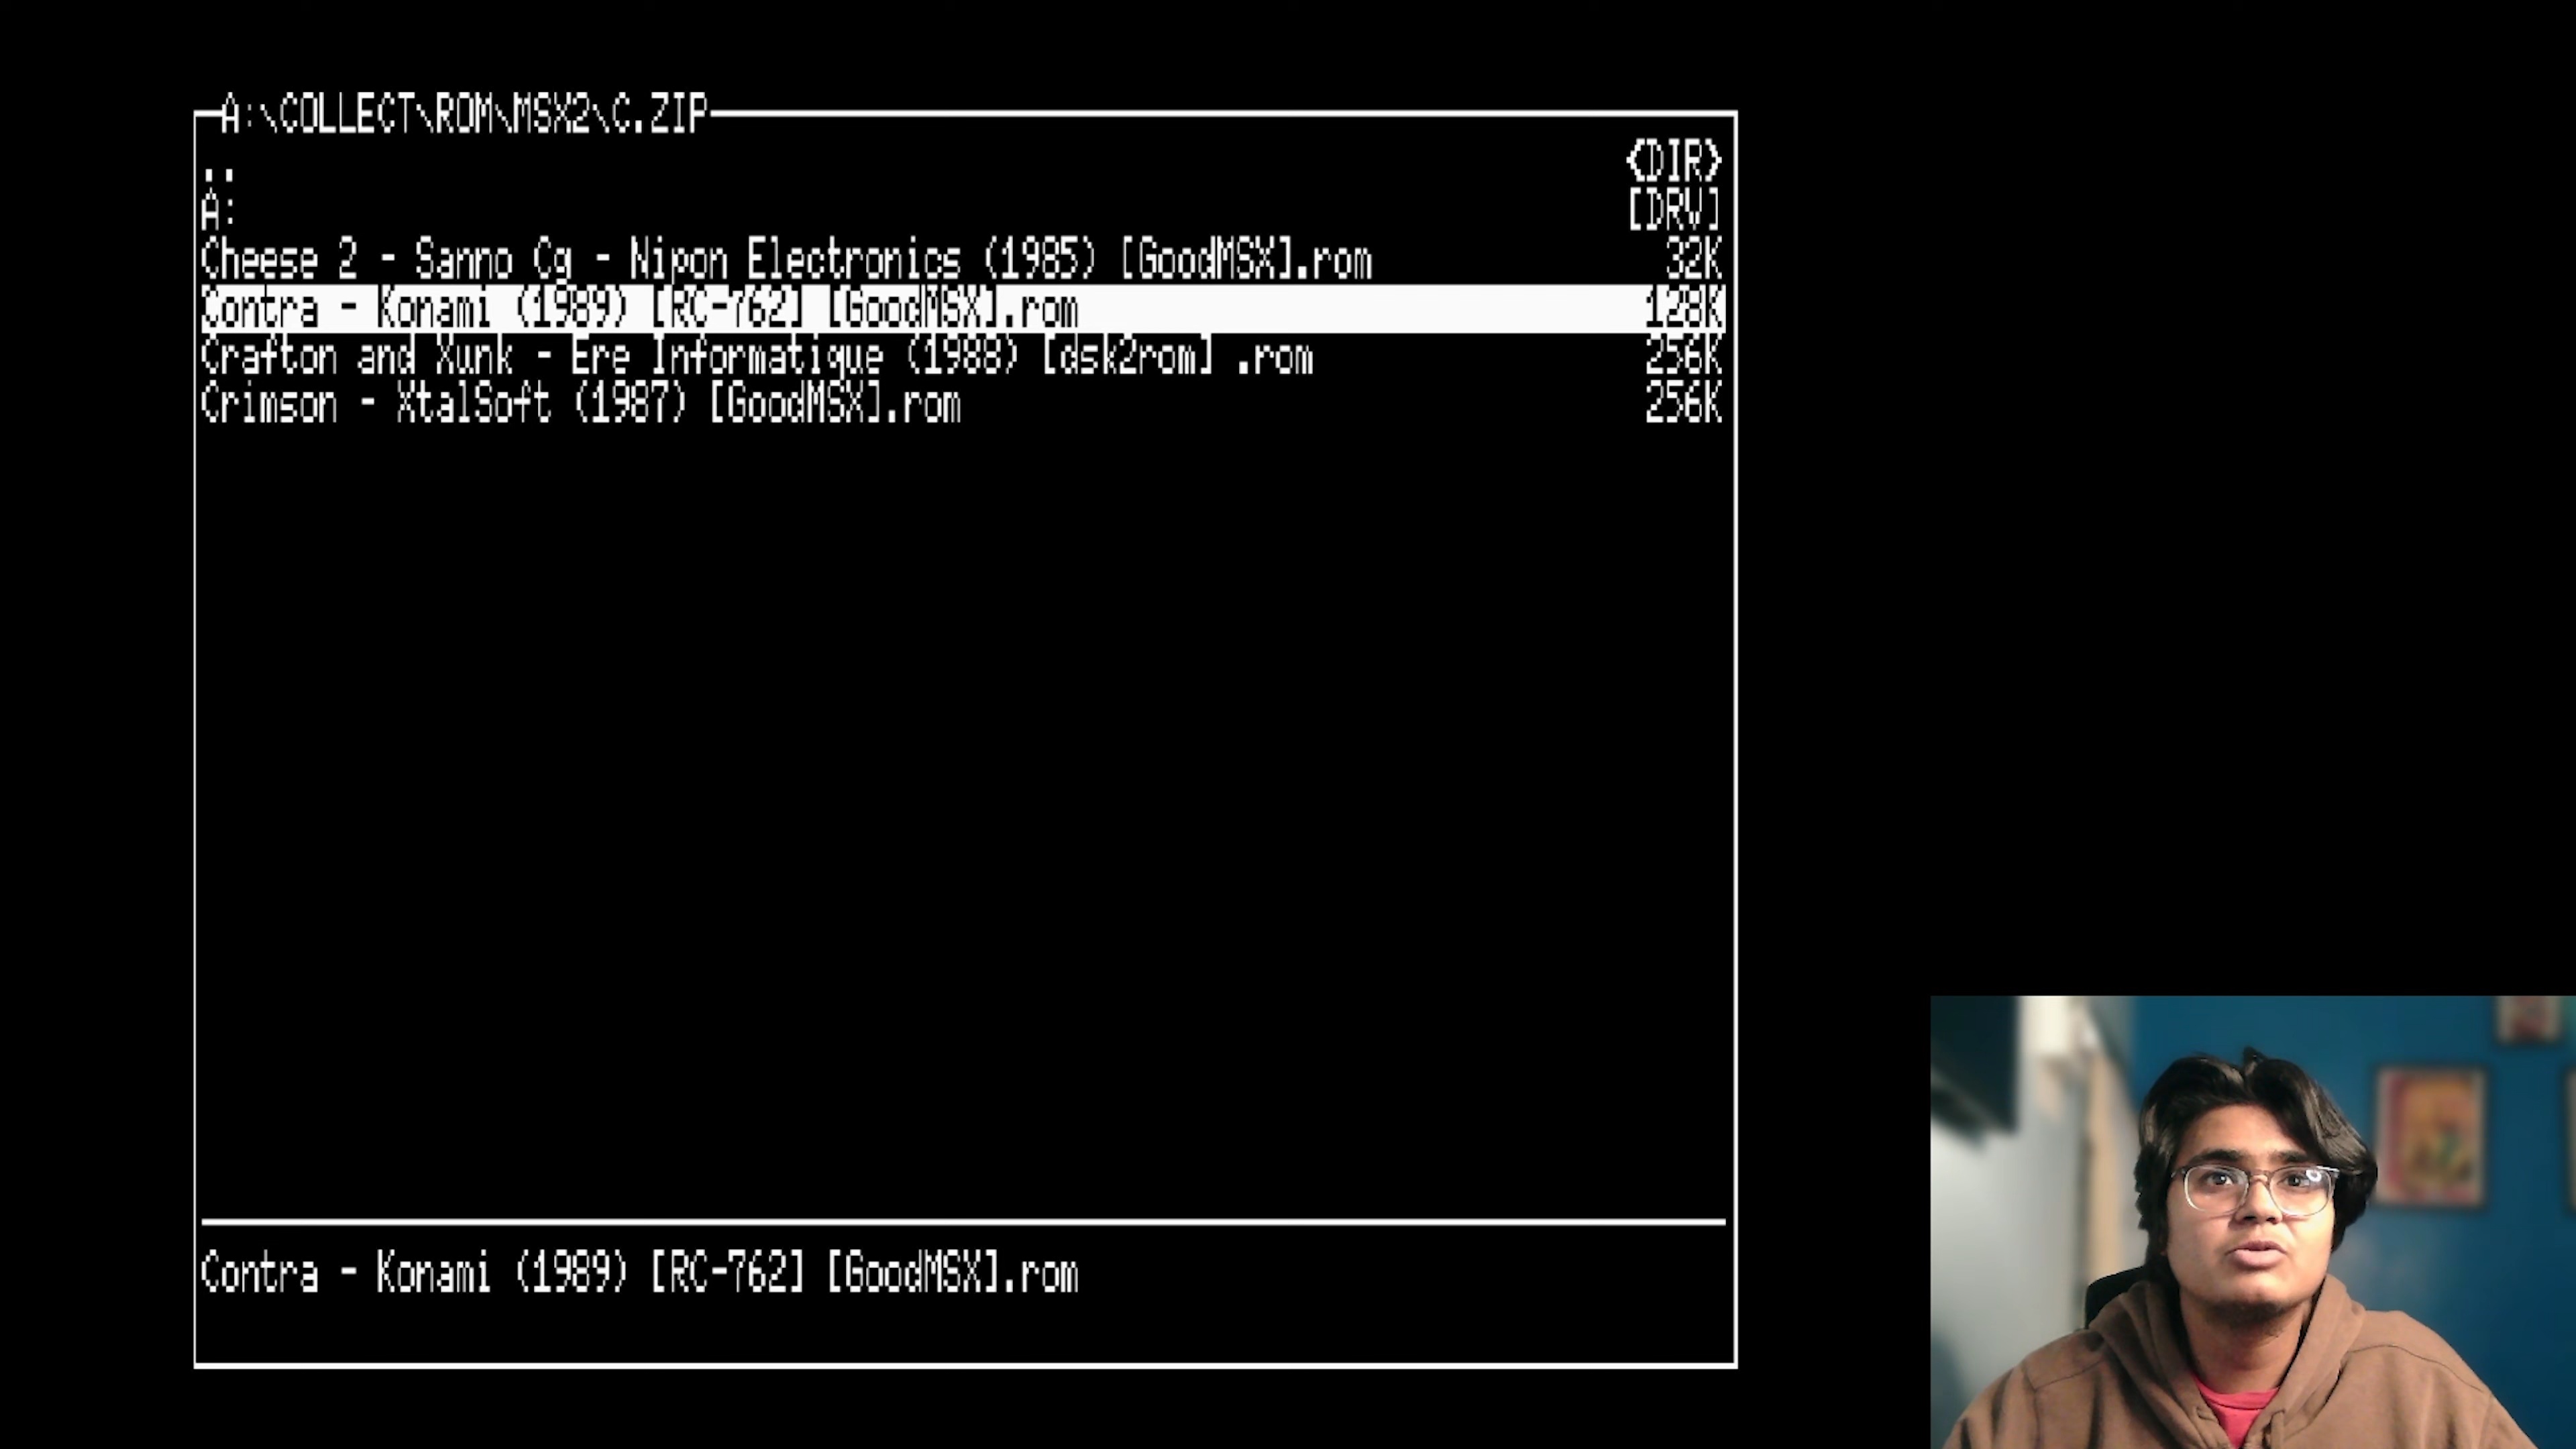 A:\COLLECT\ROM\MSX2\C.ZIP
.. <DIR>
A: [DRV]
Cheese 2 - Sanno Cg - Nipon Electronics (1985) [GoodMSX].rom 32K
Contra - Konami (1989) [RC-762] [GoodMSX].rom 128K
Crafton and Xunk - Ere Informatique (1988) [dsk2rom] .rom 256K
Crimson - XtalSoft (1987) [GoodMSX].rom 256K
Contra - Konami (1989) [RC-762] [GoodMSX].rom